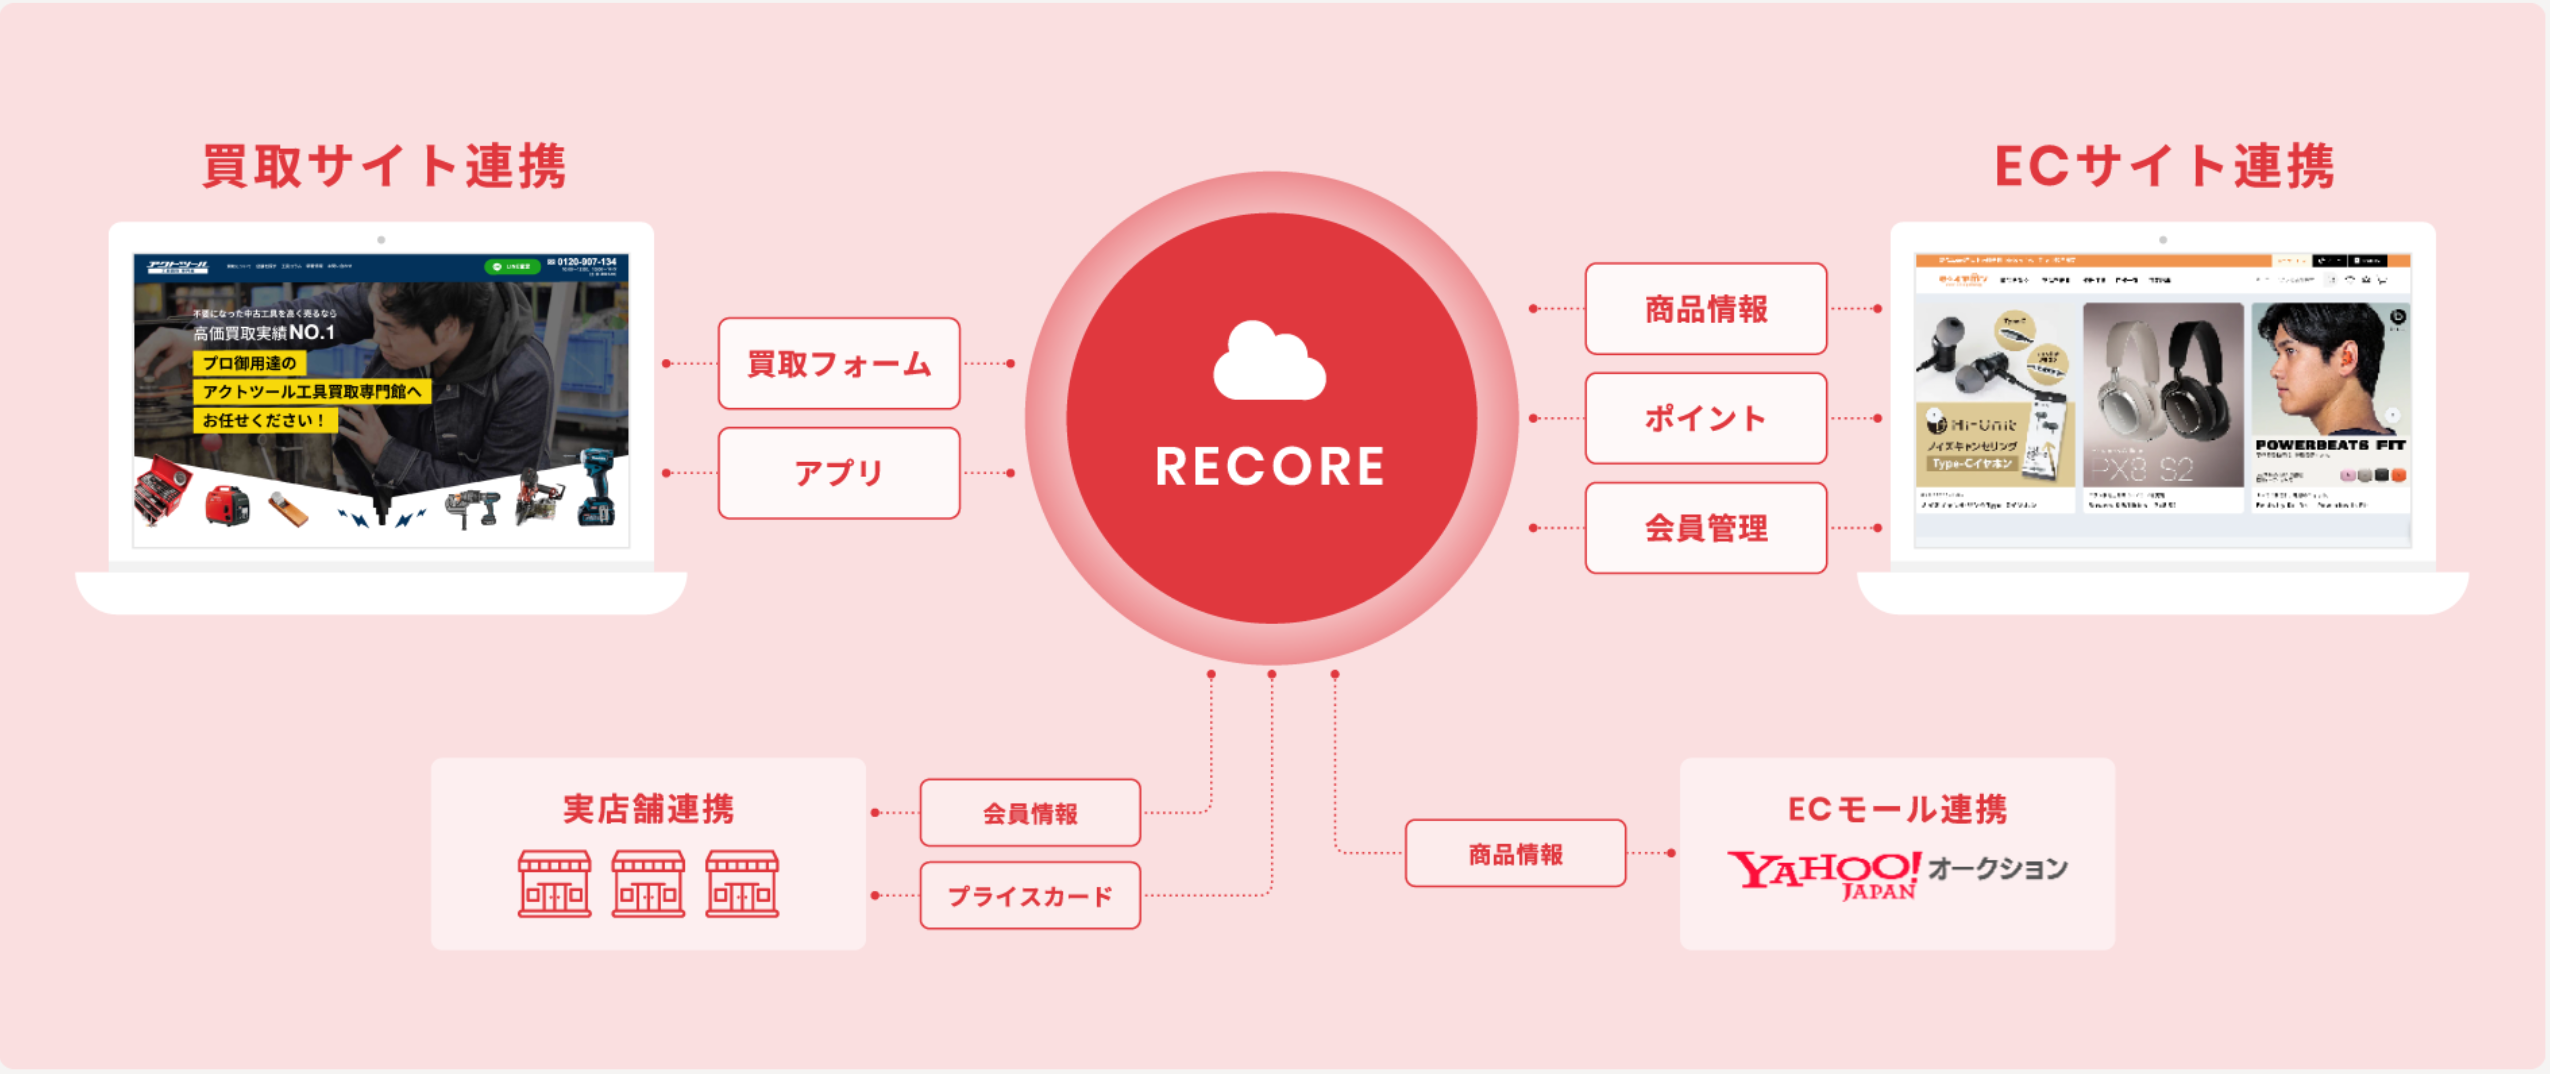 買取サイト連携
ECサイト連携
アクトツール
0120-907-134
不要になった中古工具を高く売るなら
高価買取実績NO.1
プロ御用達の
アクトツール工具買取専門館へ
お任せください！
買取フォーム
アプリ
RECORE
商品情報
ポイント
会員管理
Type-C
Hi-Unit
ノイズキャンセリング
Type-Cイヤホン
PX8 S2
POWERBEATS FIT
実店舗連携
会員情報
プライスカード
商品情報
ECモール連携
YAHOO!
JAPAN
オークション